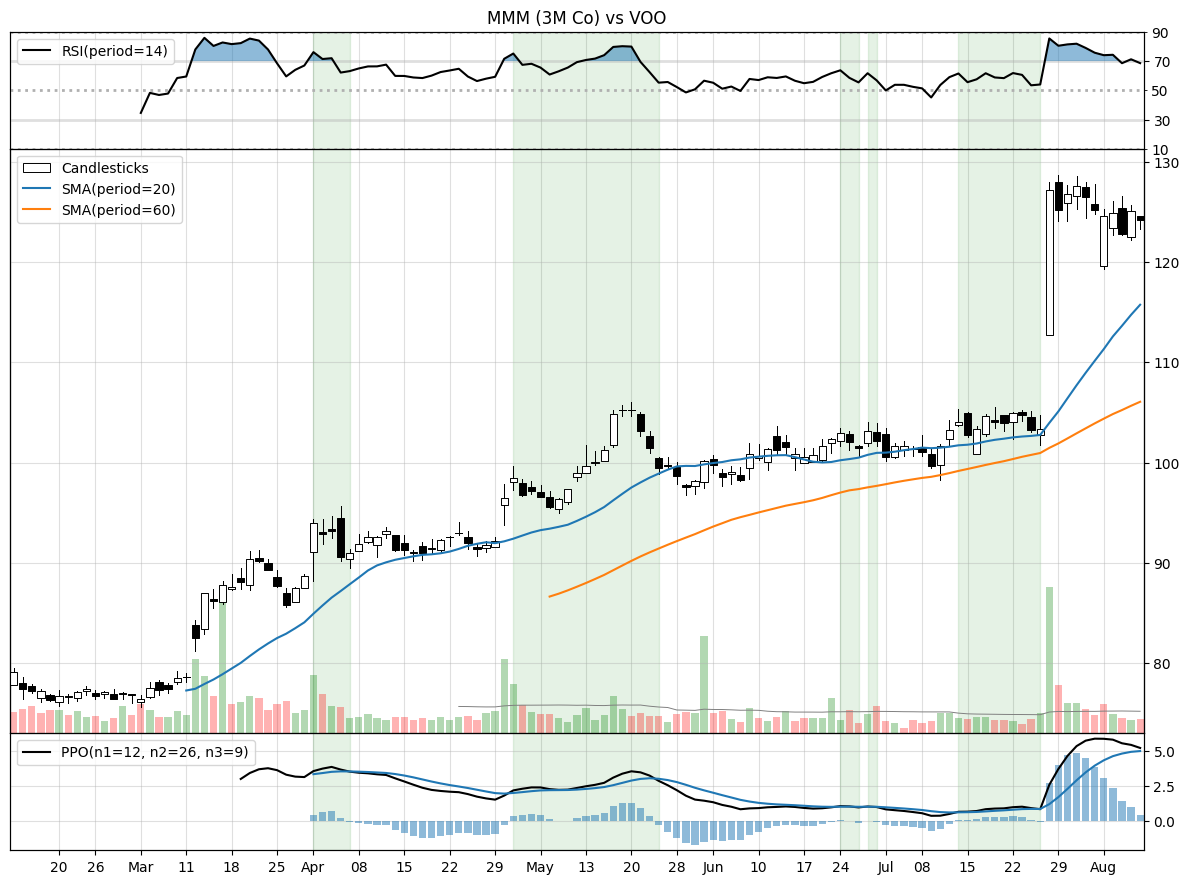 MMM (3M Co) vs VOO
RSI(period=14)
90
70
50
30
10
Candlesticks
SMA(period=20)
SMA(period=60)
130
120
110
100
90
80
PPO(n1=12, n2=26, n3=9)
5.0
2.5
0.0
20 26 Mar 11 18 25 Apr 08 15 22 29 May 13 20 28 Jun 10 17 24 Jul 08 15 22 29 Aug